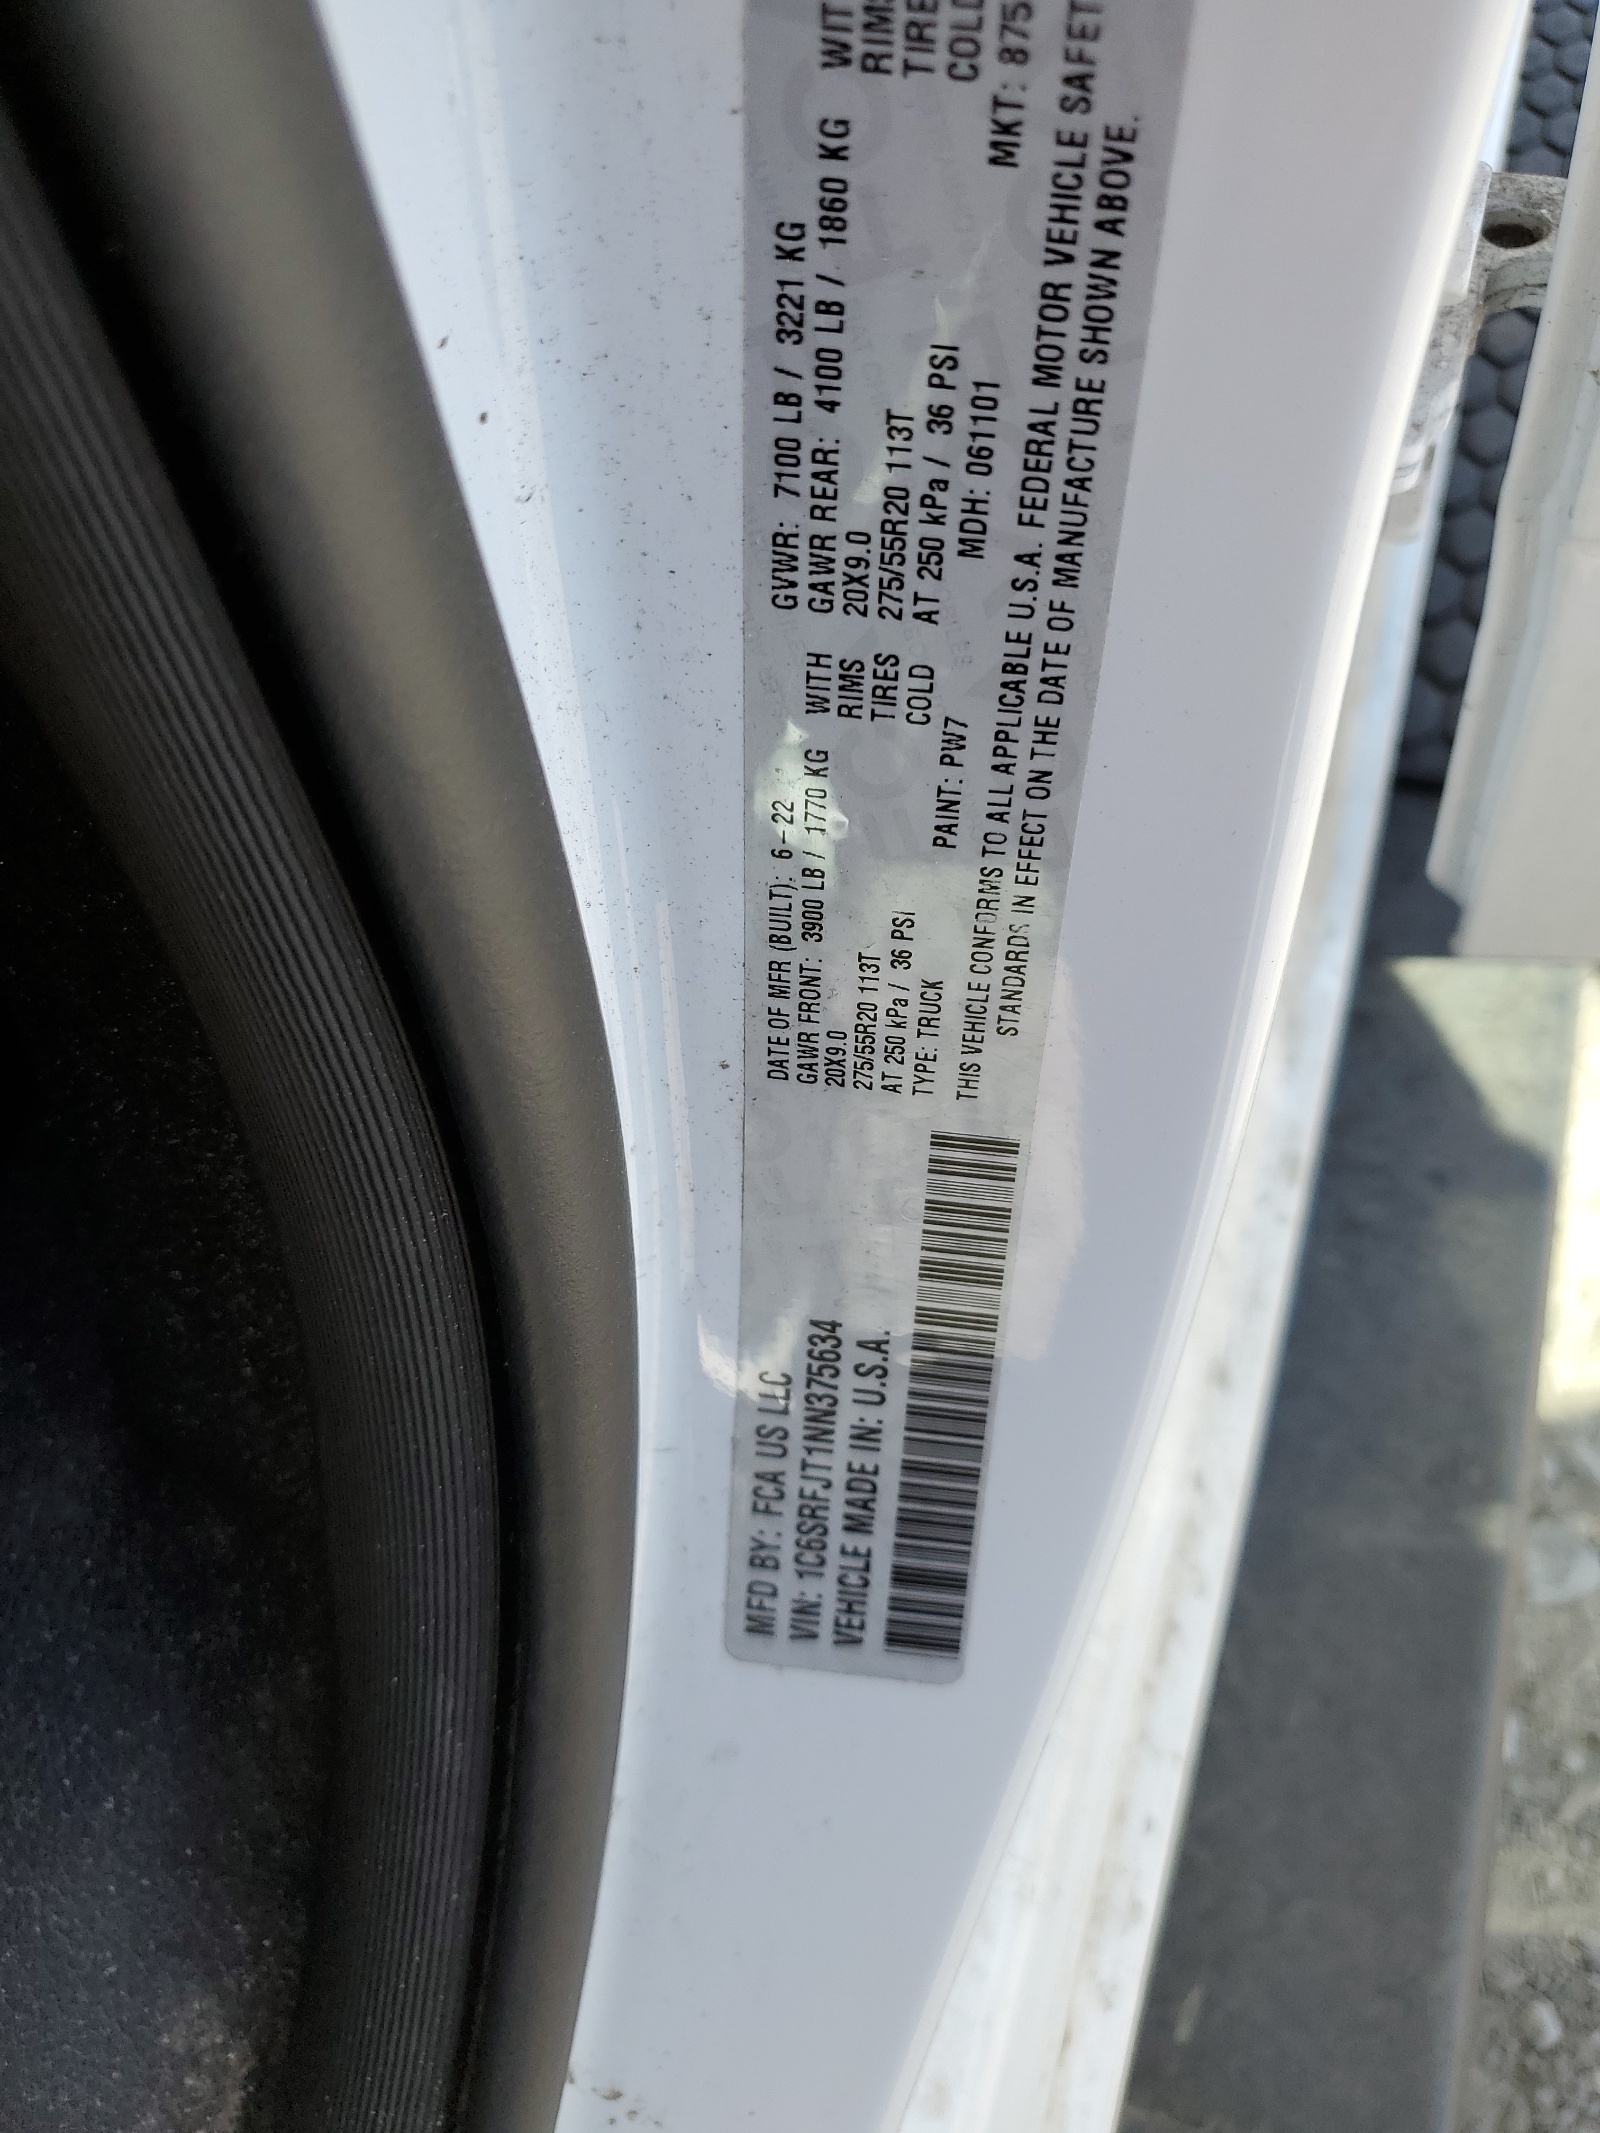 MFD BY: FCA US LLC
VIN: 1C6SRFJT1NN375634
VEHICLE MADE IN: U.S.A.
DATE OF MFR (BUILT): 6-22 GVWR: 7100 LB / 3221 KG
GAWR FRONT: 3900 LB / 1770 KG WITH GAWR REAR: 4100 LB / 1860 KG WIT
20X9.0 RIMS 20X9.0 RIMS
275/55R20 113T TIRES 275/55R20 113T TIRE
AT 250 kPa / 36 PSI COLD AT 250 kPa / 36 PSI COLD
TYPE: TRUCK PAINT: PW7 MDH: 061101 MKT: 875
THIS VEHICLE CONFORMS TO ALL APPLICABLE U.S.A. FEDERAL MOTOR VEHICLE SAFET
STANDARDS IN EFFECT ON THE DATE OF MANUFACTURE SHOWN ABOVE.